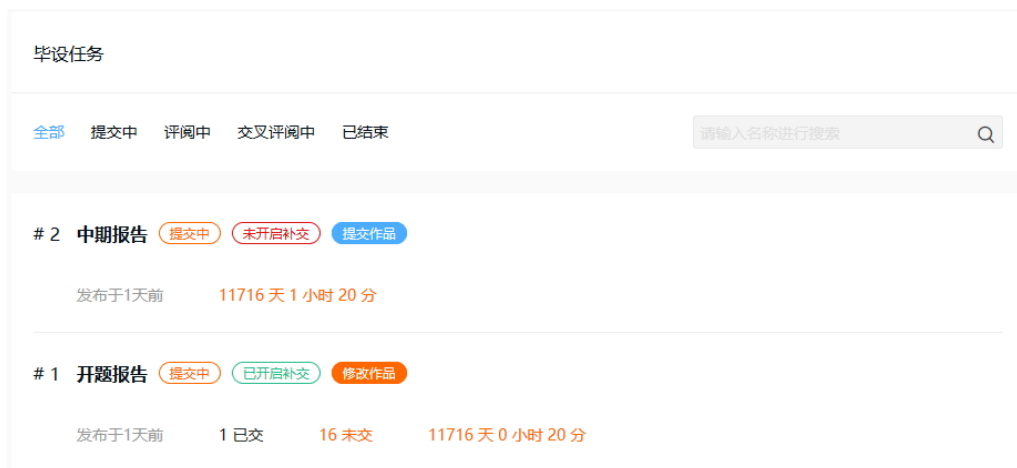 毕设任务
全部 提交中 评阅中 交叉评阅中 已结束 请输入名称进行搜索
# 2 中期报告 提交中 未开启补交 提交作品
发布于1天前 11716 天 1 小时 20 分
# 1 开题报告 提交中 已开启补交 修改作品
发布于1天前 1 已交 16 未交 11716 天 0 小时 20 分